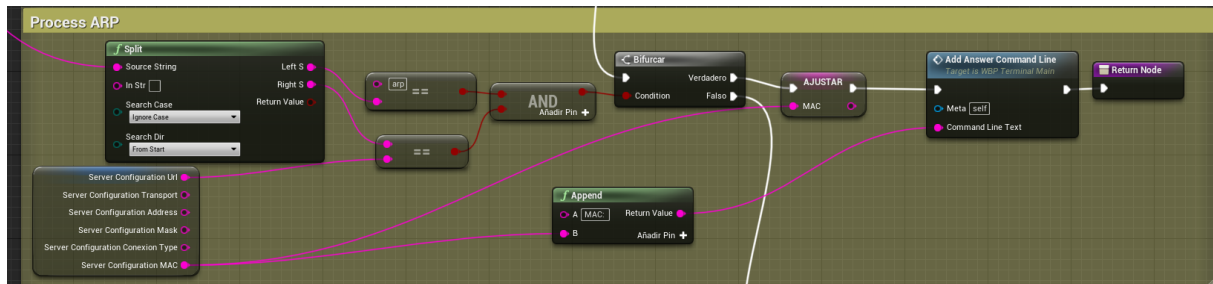 Process ARP
f Split
Source String
Left S
In Str
Right S
Search Case
Return Value
Ignore Case
Search Dir
From Start
arp
==
==
AND
Añadir Pin +
Bifurcar
Verdadero
Condition
Falso
AJUSTAR
MAC
Add Answer Command Line
Target is WBP Terminal Main
Meta self
Command Line Text
Return Node
Server Configuration Url
Server Configuration Transport
Server Configuration Address
Server Configuration Mask
Server Configuration Conexion Type
Server Configuration MAC
f Append
A MAC:
Return Value
B
Añadir Pin +